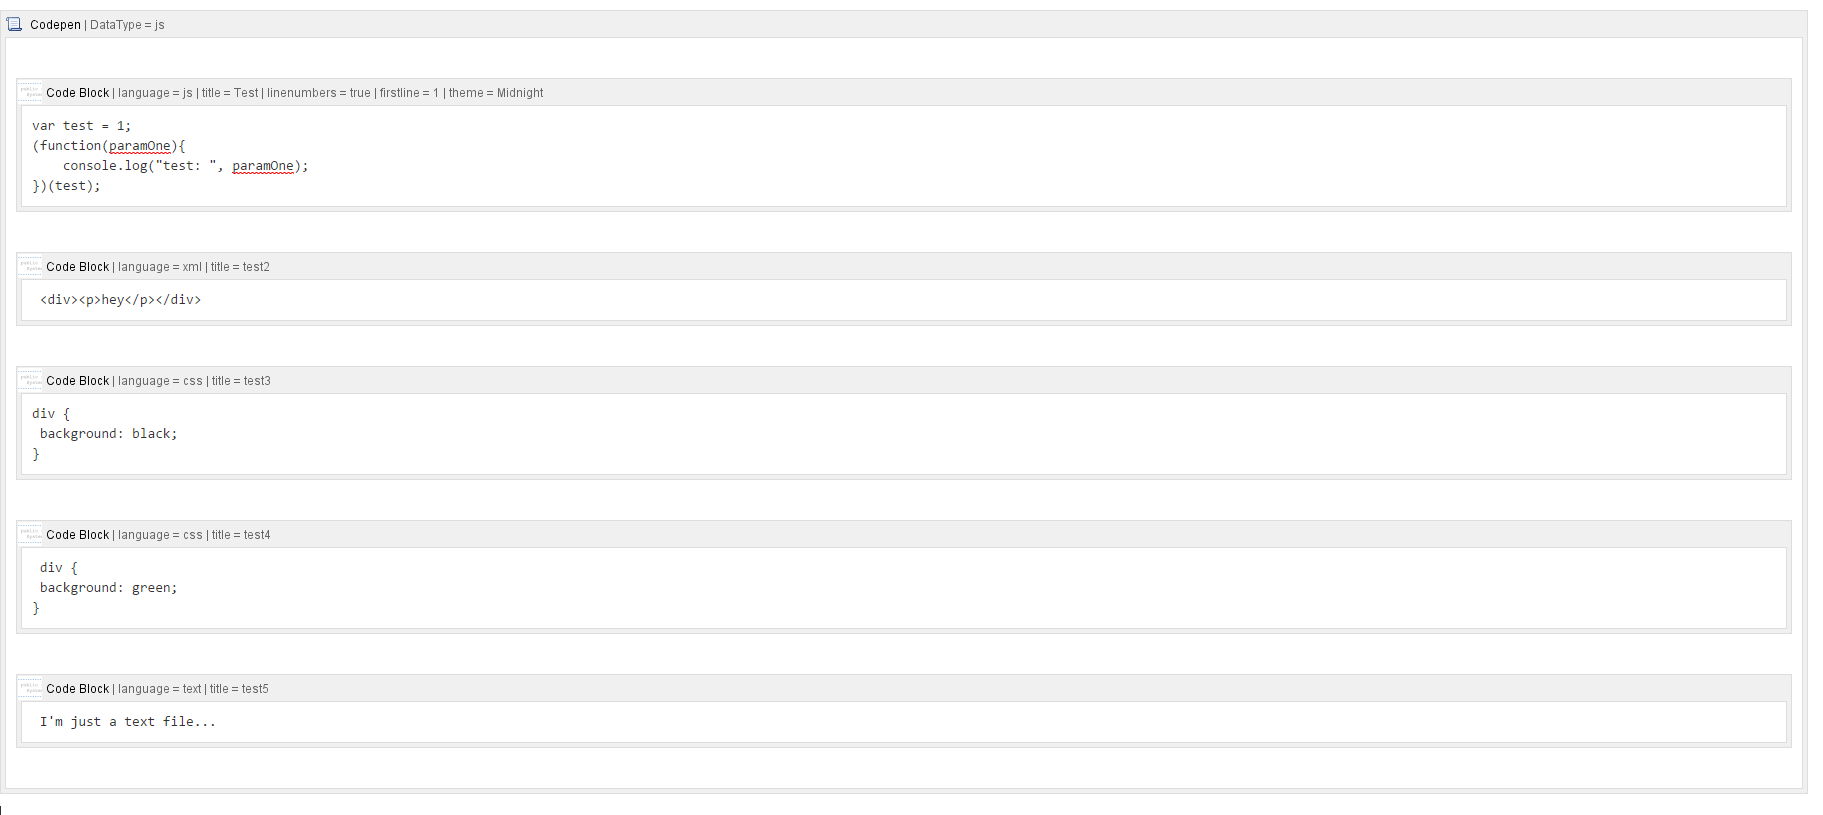 Codepen | DataType = js
Code Block | language = js | title = Test | linenumbers = true | firstline = 1 | theme = Midnight
var test = 1;
(function(paramOne){
    console.log("test: ", paramOne);
})(test);
Code Block | language = xml | title = test2
<div><p>hey</p></div>
Code Block | language = css | title = test3
div {
 background: black;
}
Code Block | language = css | title = test4
 div {
 background: green;
}
Code Block | language = text | title = test5
I'm just a text file...